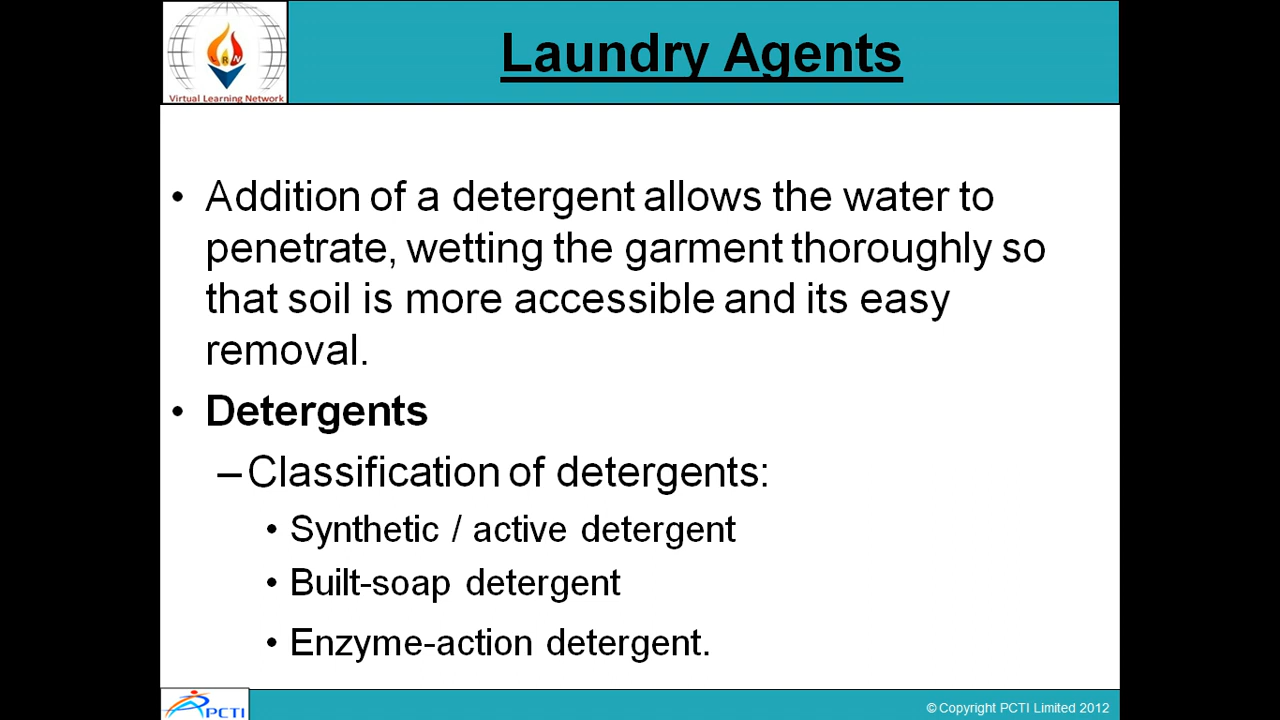 Virtual Learning Network
Laundry Agents
• Addition of a detergent allows the water to
penetrate, wetting the garment thoroughly so
that soil is more accessible and its easy
removal.
• Detergents
–Classification of detergents:
• Synthetic / active detergent
• Built-soap detergent
• Enzyme-action detergent.
PCTI
© Copyright PCTI Limited 2012